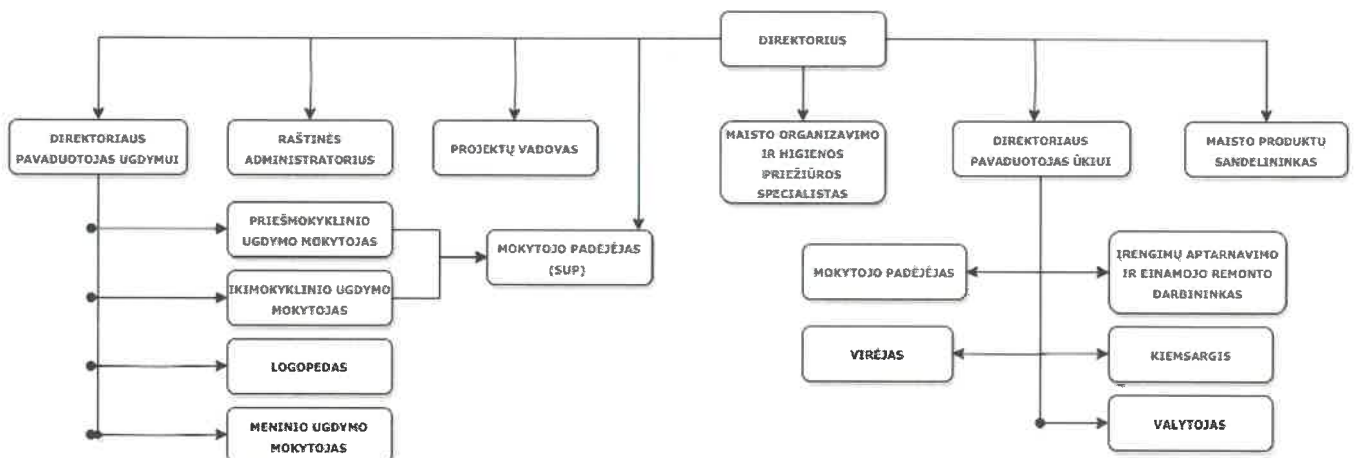 DIREKTORIUS
DIREKTORIAUS
PAVADUOTOJAS UGDYMUI
RAŠTINĖS
ADMINISTRATORIUS
PROJEKTŲ VADOVAS
MAISTO ORGANIZAVIMO
IR HIGIENOS
PRIEŽIŪROS
SPECIALISTAS
DIREKTORIAUS
PAVADUOTOJAS ŪKIUI
MAISTO PRODUKTŲ
SANDELININKAS
PRIEŠMOKYKLINIO
UGDYMO MOKYTOJAS
MOKYTOJO PADĖJĖJAS
(SUP)
IKIMOKYKLINIO UGDYMO
MOKYTOJAS
MOKYTOJO PADĖJĖJAS
ĮRENGIMŲ APTARNAVIMO
IR EINAMOJO REMONTO
DARBININKAS
LOGOPEDAS
VIRĖJAS
KIEMSARGIS
MENINIO UGDYMO
MOKYTOJAS
VALYTOJAS